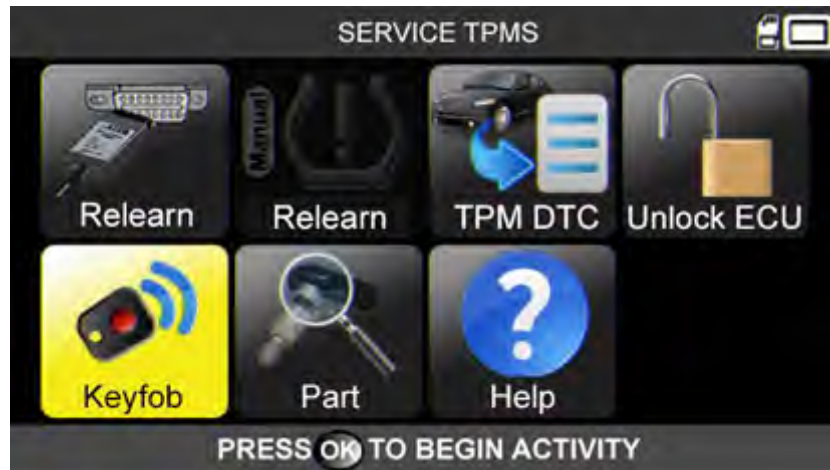 SERVICE TPMS
Manual
Relearn
Relearn
TPM DTC
Unlock ECU
Keyfob
Part
Help
PRESS OK TO BEGIN ACTIVITY